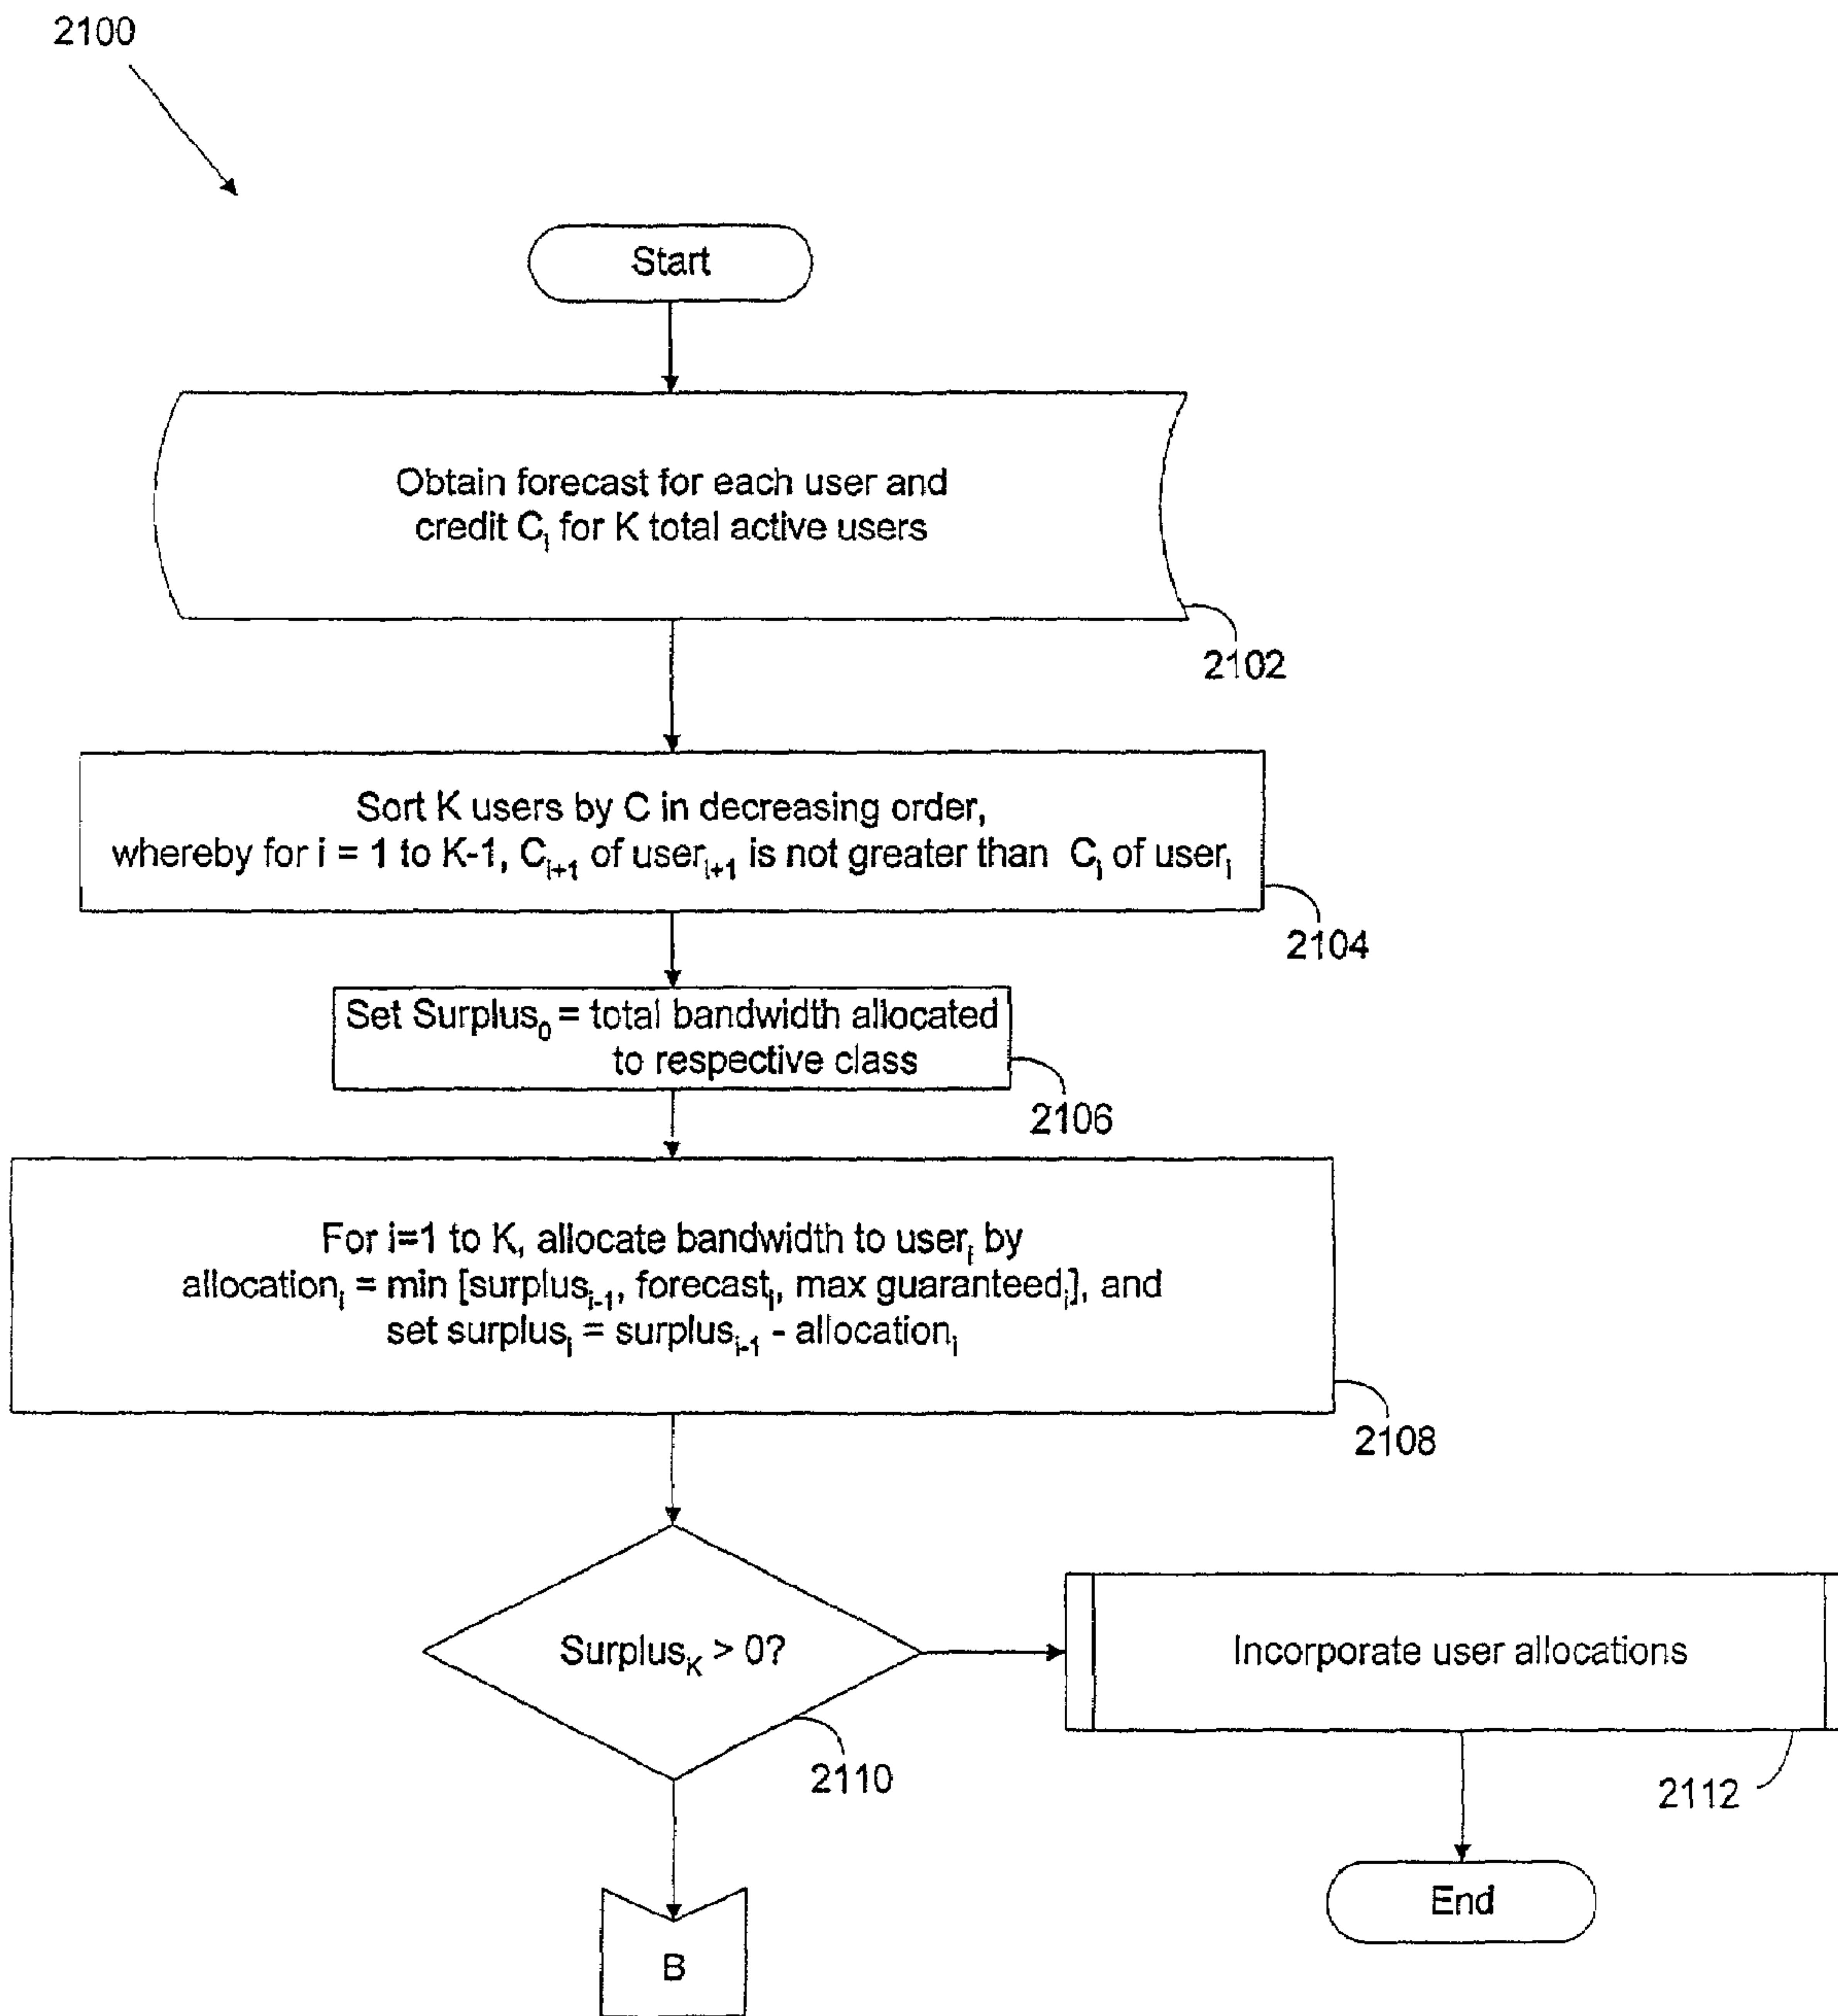 2100
Start
Obtain forecast for each user and
credit C_i for K total active users
2102
Sort K users by C in decreasing order,
whereby for i = 1 to K-1, C_i+1 of user_i+1 is not greater than C_i of user_i
2104
Set Surplus_0 = total bandwidth allocated
to respective class
2106
For i=1 to K, allocate bandwidth to user_i by
allocation_i = min [surplus_i-1, forecast_i, max guaranteed_i], and
set surplus_i = surplus_i-1 - allocation_i
2108
Surplus_K > 0?
2110
Incorporate user allocations
2112
End
B